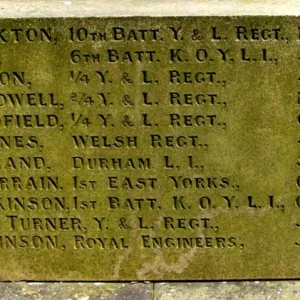 KTON, 10TH BATT. Y. & L. REGT.,
6TH BATT. K. O. Y. L. I.,
ON, 1/4 Y. & L. REGT.,
DWELL, 2/4 Y. & L. REGT.,
FIELD, 1/4 Y. & L. REGT.,
NES, WELSH REGT.,
AND, DURHAM L. I.,
RRAIN, 1ST EAST YORKS.,
KINSON, 1ST BATT. K. O. Y. L. I.,
TURNER, Y. & L. REGT.,
INSON, ROYAL ENGINEERS,